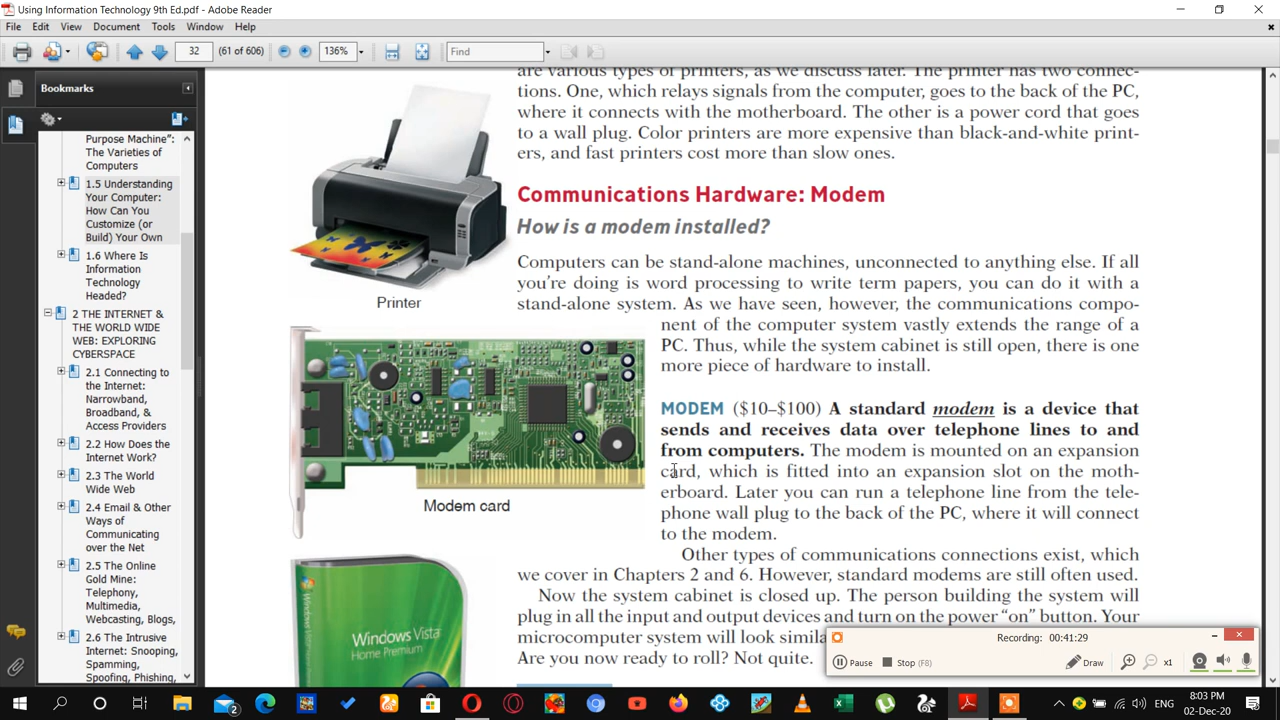 Using Information Technology 9th Ed.pdf - Adobe Reader
File Edit View Document Tools Window Help
32 (61 of 606) 136% Find
Bookmarks
Purpose Machine”:
The Varieties of
Computers
1.5 Understanding
Your Computer:
How Can You
Customize (or
Build) Your Own
1.6 Where Is
Information
Technology
Headed?
2 THE INTERNET &
THE WORLD WIDE
WEB: EXPLORING
CYBERSPACE
2.1 Connecting to
the Internet:
Narrowband,
Broadband, &
Access Providers
2.2 How Does the
Internet Work?
2.3 The World
Wide Web
2.4 Email & Other
Ways of
Communicating
over the Net
2.5 The Online
Gold Mine:
Telephony,
Multimedia,
Webcasting, Blogs,
2.6 The Intrusive
Internet: Snooping,
Spamming,
Spoofing, Phishing,
are various types of printers, as we discuss later. The printer has two connec-
tions. One, which relays signals from the computer, goes to the back of the PC,
where it connects with the motherboard. The other is a power cord that goes
to a wall plug. Color printers are more expensive than black-and-white print-
ers, and fast printers cost more than slow ones.
Printer
Communications Hardware: Modem
How is a modem installed?
Computers can be stand-alone machines, unconnected to anything else. If all
you’re doing is word processing to write term papers, you can do it with a
stand-alone system. As we have seen, however, the communications compo-
nent of the computer system vastly extends the range of a
PC. Thus, while the system cabinet is still open, there is one
more piece of hardware to install.
Modem card
MODEM ($10–$100) A standard modem is a device that
sends and receives data over telephone lines to and
from computers. The modem is mounted on an expansion
card, which is fitted into an expansion slot on the moth-
erboard. Later you can run a telephone line from the tele-
phone wall plug to the back of the PC, where it will connect
to the modem.
Other types of communications connections exist, which
we cover in Chapters 2 and 6. However, standard modems are still often used.
Now the system cabinet is closed up. The person building the system will
plug in all the input and output devices and turn on the power “on” button. Your
microcomputer system will look simila
Are you now ready to roll? Not quite.
Windows Vista
Home Premium
Recording: 00:41:29
Pause Stop (F8) Draw x1
2
ENG
8:03 PM
02-Dec-20